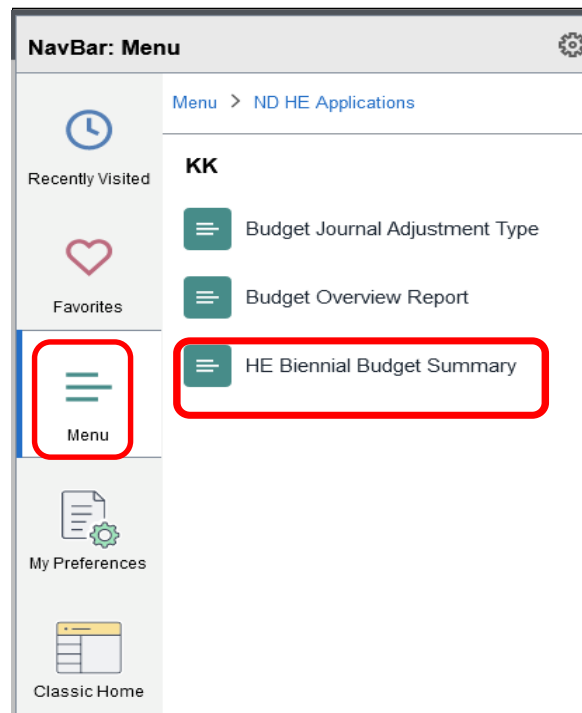 NavBar: Menu
Recently Visited
Favorites
Menu
My Preferences
Classic Home
Menu > ND HE Applications
KK
Budget Journal Adjustment Type
Budget Overview Report
HE Biennial Budget Summary